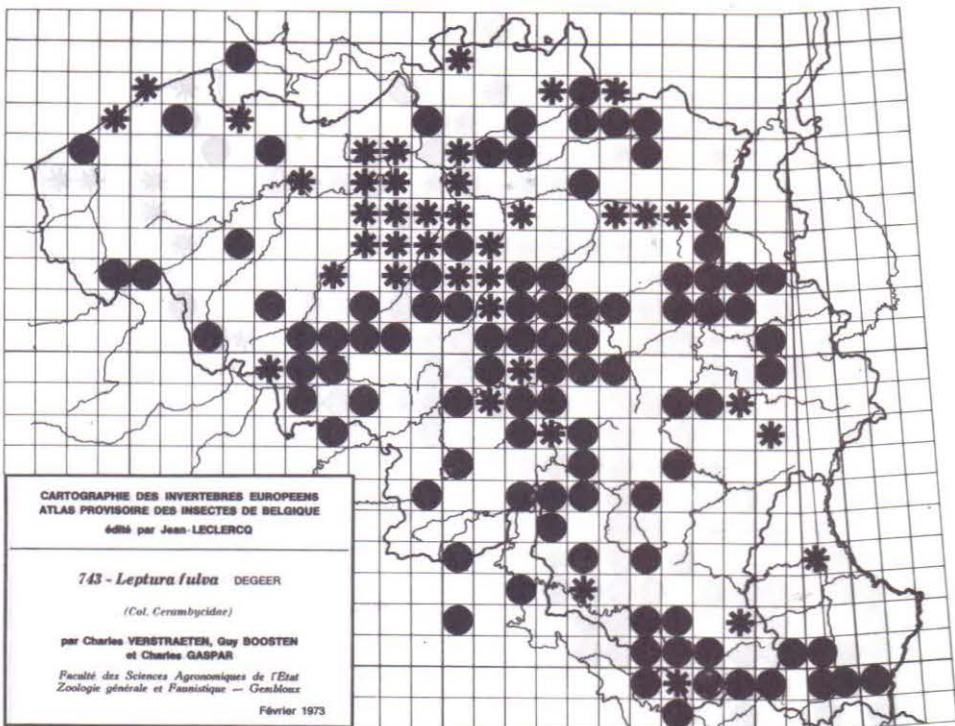 CARTOGRAPHIE DES INVERTEBRES EUROPEENS
ATLAS PROVISOIRE DES INSECTES DE BELGIQUE
édité par Jean-LECLERCQ
743 - Leptura fulva DEGEER
(Col. Cerambycidae)
par Charles VERSTRAETEN, Guy BOOSTEN
et Charles GASPAR
Faculté des Sciences Agronomiques de l'Etat
Zoologie générale et Faunistique — Gembloux
Février 1973